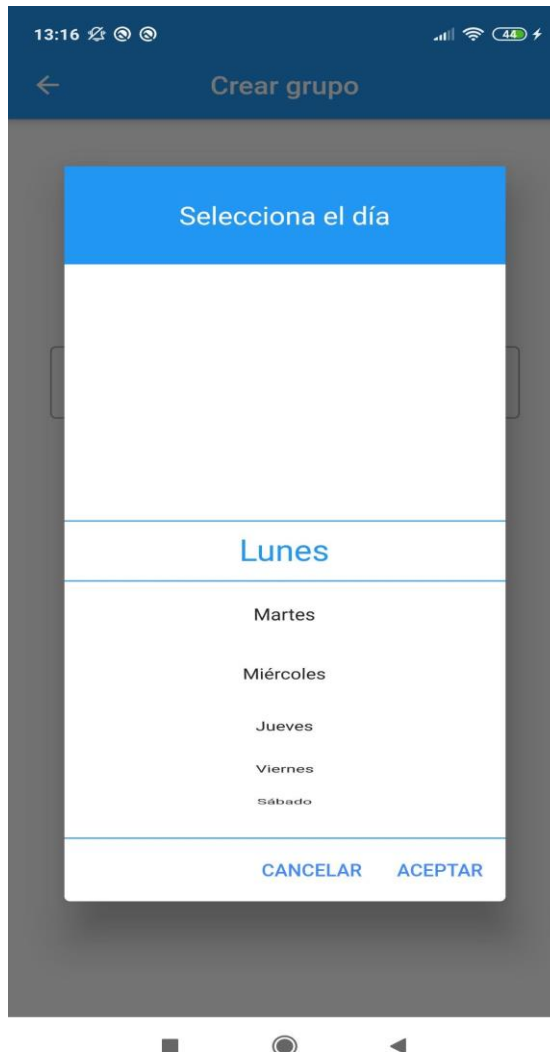 13:16 44
Crear grupo
Selecciona el día
Lunes
Martes
Miércoles
Jueves
Viernes
Sábado
CANCELAR ACEPTAR